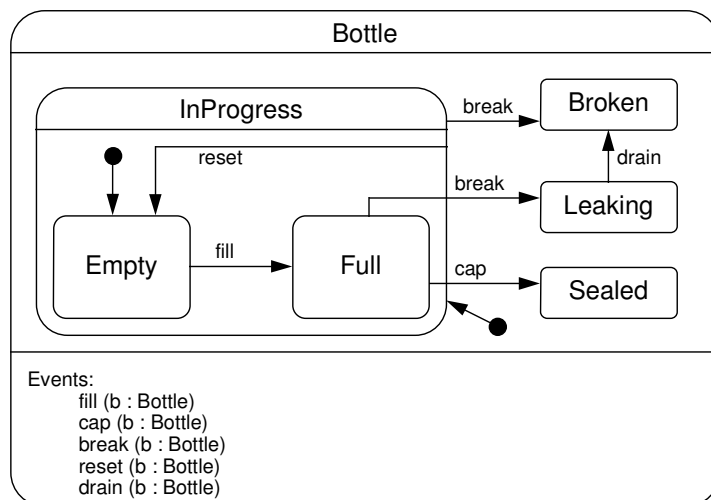 Bottle
InProgress
break
Broken
reset
drain
break
Leaking
Empty
fill
Full
cap
Sealed
Events:
fill (b : Bottle)
cap (b : Bottle)
break (b : Bottle)
reset (b : Bottle)
drain (b : Bottle)